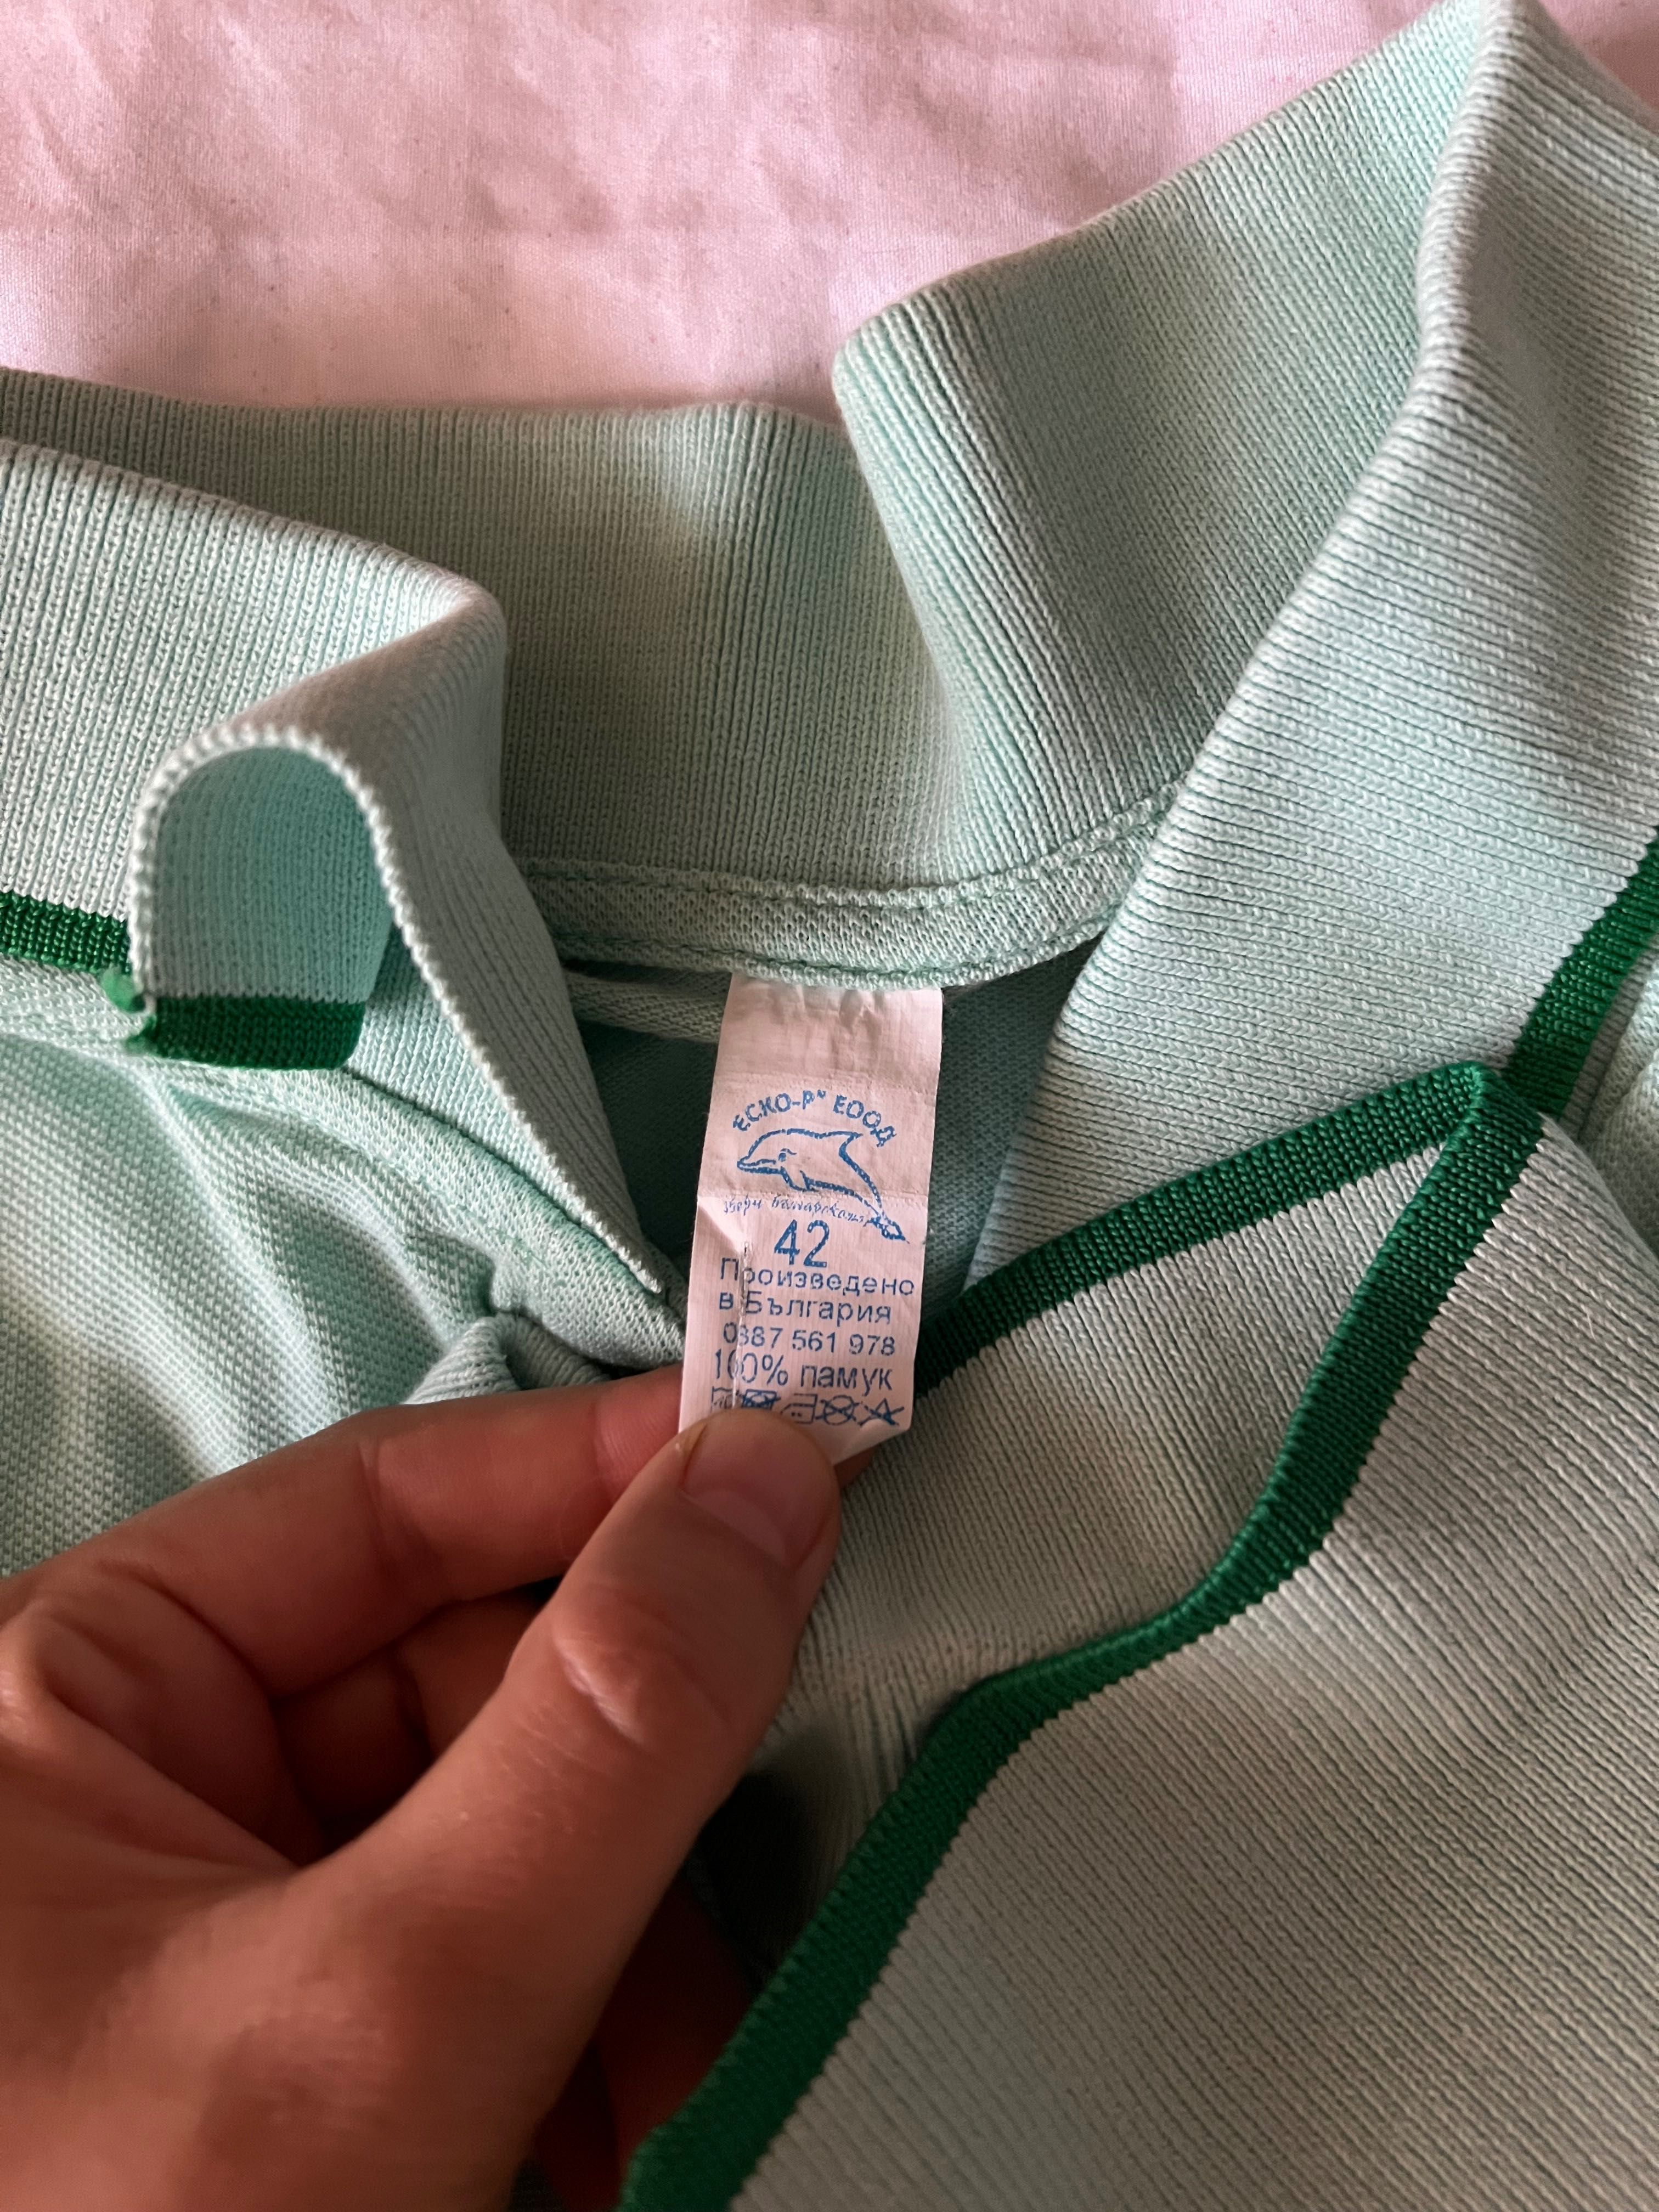 ЕСКО-Р" ЕООД
42
Произведено
в България
0887 561 978
100% памук